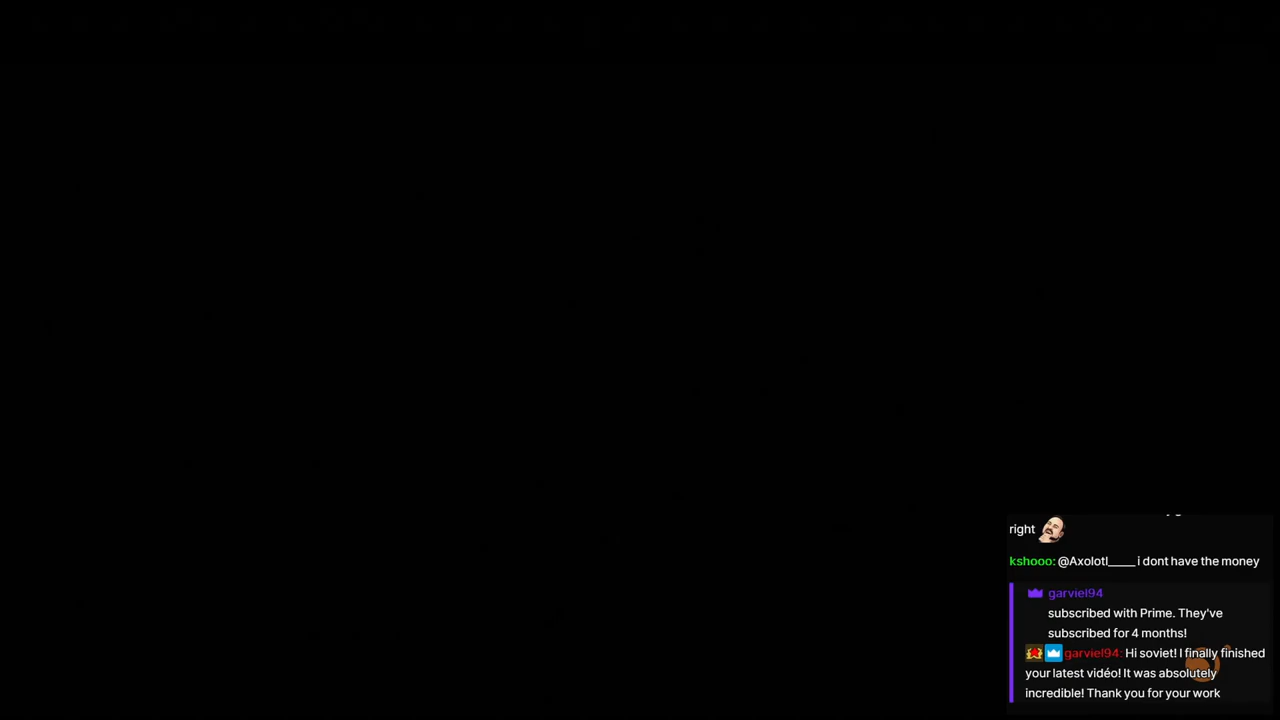 right
kshooo: @Axolotl_____ i dont have the money
garviel94
subscribed with Prime. They've
subscribed for 4 months!
garviel94: Hi soviet! I finally finished
your latest vidéo! It was absolutely
incredible! Thank you for your work